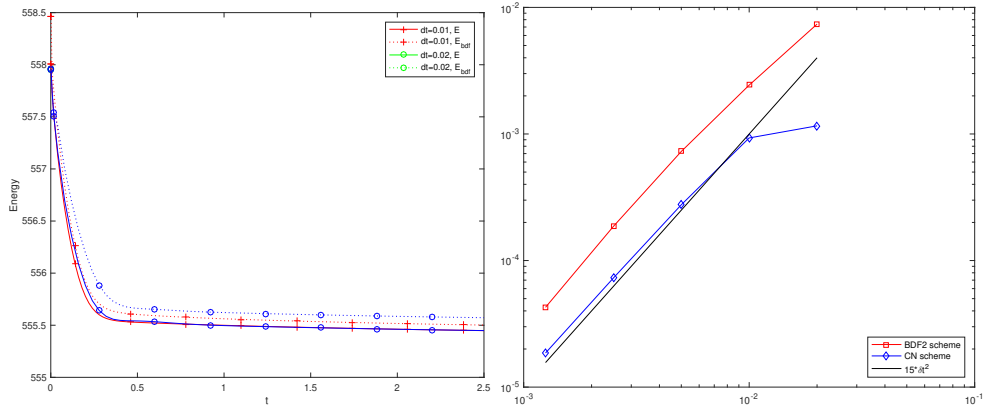 558.5
558
557.5
557
556.5
556
555.5
555
Energy
0
0.5
1
1.5
2
2.5
t
dt=0.01, E
dt=0.01, E_bdf
dt=0.02, E
dt=0.02, E_bdf
10^-2
10^-3
10^-4
10^-5
10^-3
10^-2
10^-1
BDF2 scheme
CN scheme
15*δt^2